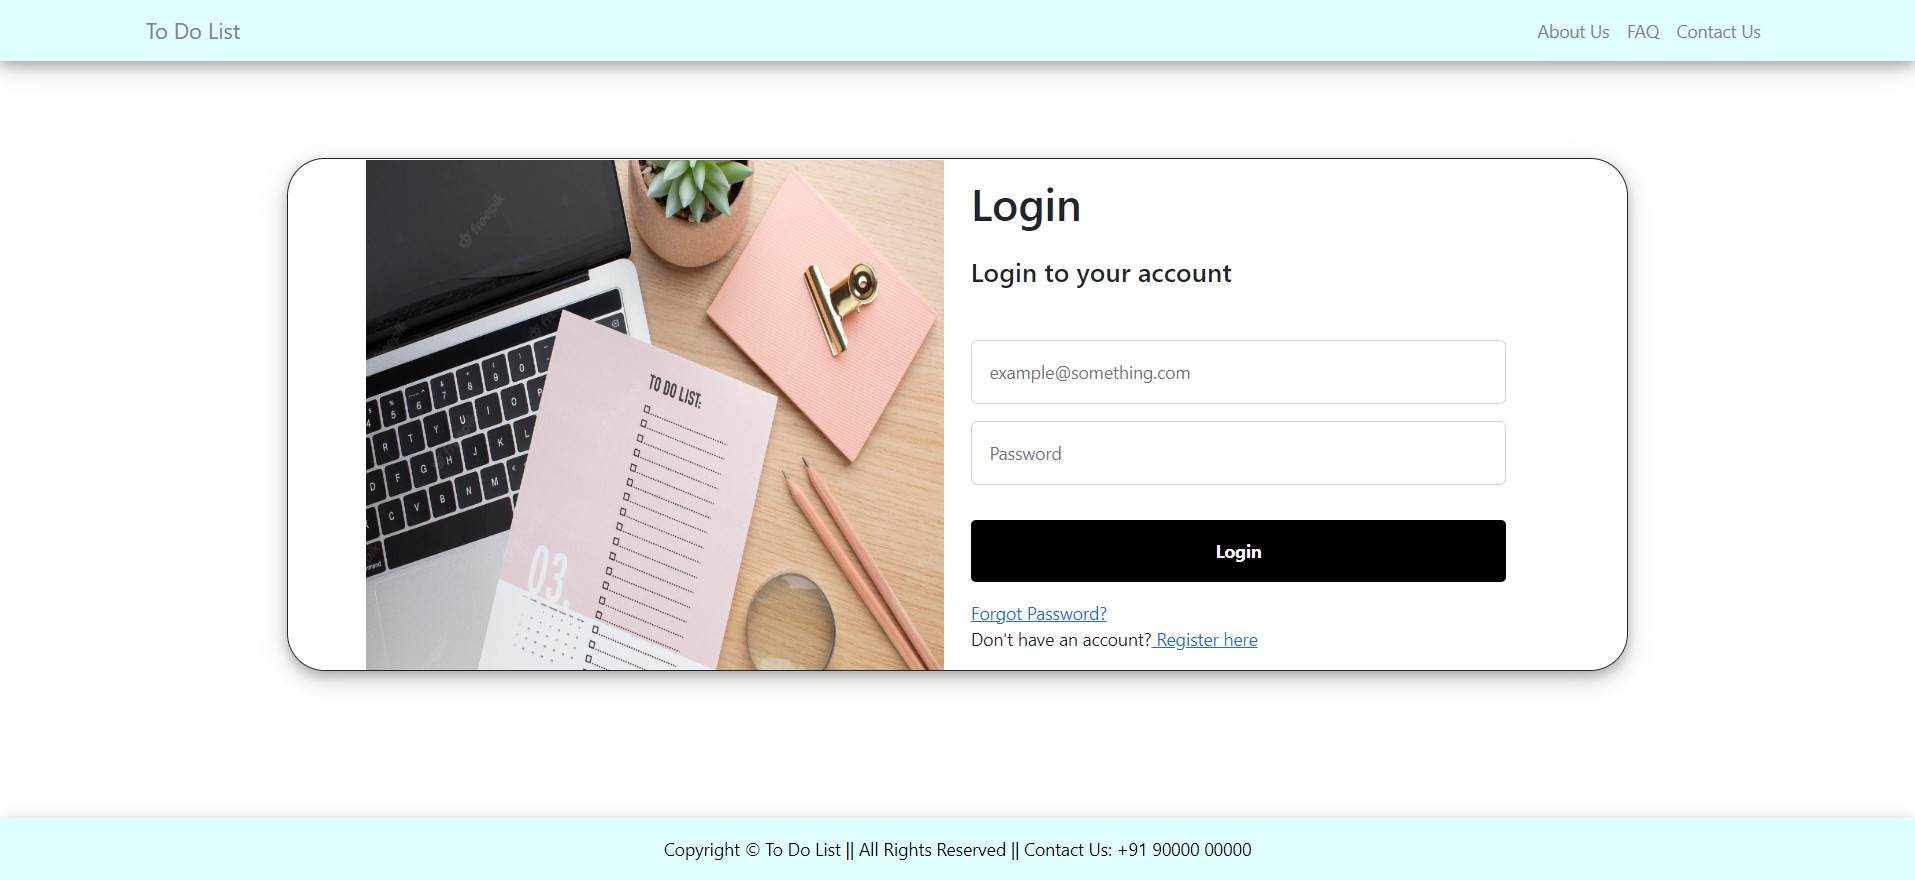 To Do List
About Us FAQ Contact Us
freepik
TO DO LIST:
03.
Login
Login to your account
example@something.com
Password
Login
Forgot Password?
Don't have an account? Register here
Copyright © To Do List || All Rights Reserved || Contact Us: +91 90000 00000